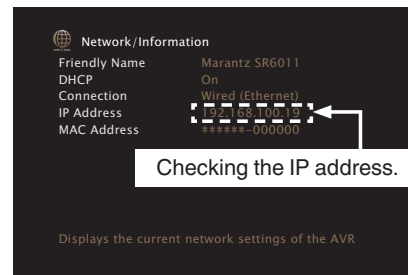 Network/Information
Friendly Name Marantz SR6011
DHCP On
Connection Wired (Ethernet)
IP Address 192.168.100.19
MAC Address ******-000000
Checking the IP address.
Displays the current network settings of the AVR